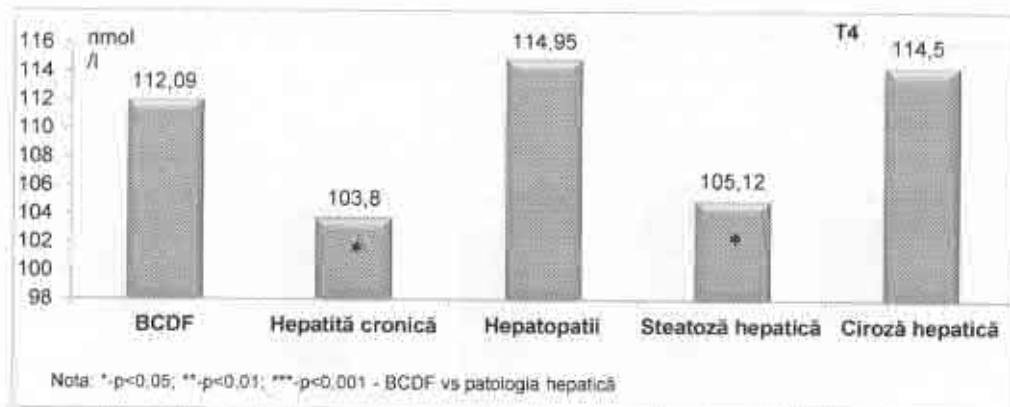 T4
nmol
/l
116
114
112
110
108
106
104
102
100
98
112,09
103,8
114,95
105,12
114,5
*
*
BCDF
Hepatită cronică
Hepatopatii
Steatoză hepatică
Ciroză hepatică
Nota: *-p<0,05; **-p<0,01; ***-p<0,001 - BCDF vs patologia hepatică